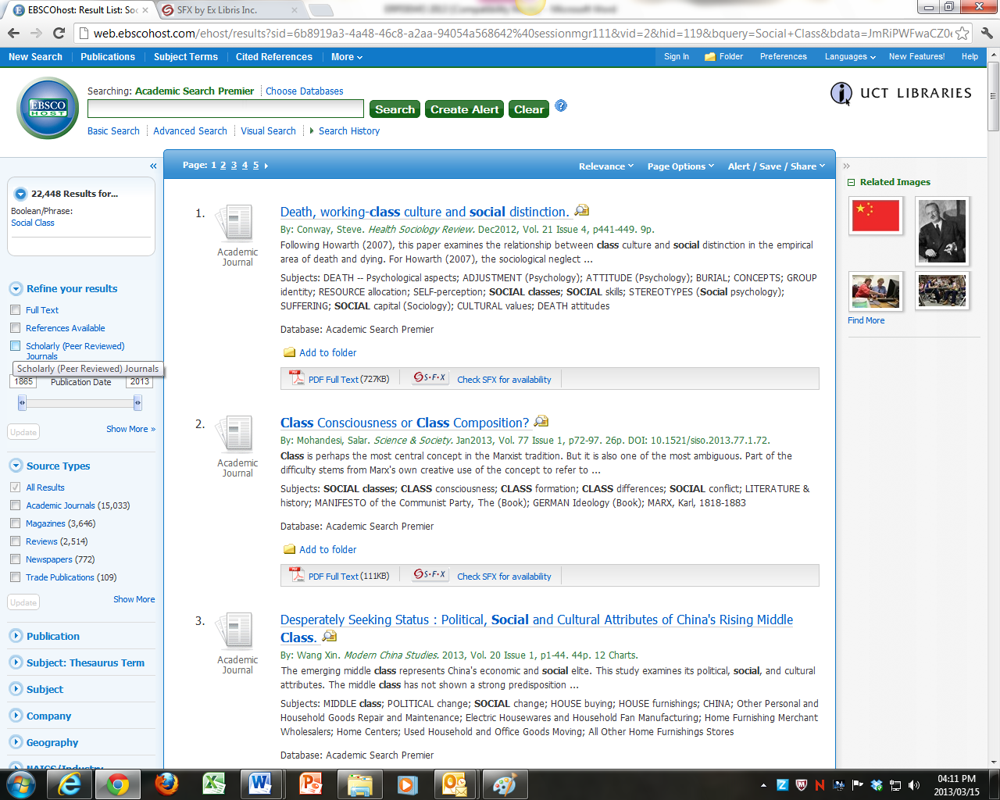 EBSCOhost: Result List: Soc
SFX by Ex Libris Inc.
web.ebscohost.com/ehost/results?sid=6b8919a3-4a48-46c8-a2aa-94054a568642%40sessionmgr111&vid=2&hid=119&bquery=Social+Class&bdata=JmRiPWFwaCZ0e
New Search Publications Subject Terms Cited References More
Sign In Folder Preferences Languages New Features! Help
EBSCO
HOST
Searching: Academic Search Premier Choose Databases
Search Create Alert Clear ?
Basic Search Advanced Search Visual Search Search History
i UCT LIBRARIES
« Page: 1 2 3 4 5
Relevance Page Options Alert / Save / Share
22,448 Results for...
Boolean/Phrase:
Social Class
Refine your results
Full Text
References Available
Scholarly (Peer Reviewed)
Journals
Scholarly (Peer Reviewed) Journals
1865 Publication Date 2013
Update
Show More »
Source Types
All Results
Academic Journals (15,033)
Magazines (3,646)
Reviews (2,514)
Newspapers (772)
Trade Publications (109)
Update
Show More
Publication
Subject: Thesaurus Term
Subject
Company
Geography
NAICS/Industry
1.
Academic
Journal
Death, working-class culture and social distinction.
By: Conway, Steve. Health Sociology Review. Dec2012, Vol. 21 Issue 4, p441-449. 9p.
Following Howarth (2007), this paper examines the relationship between class culture and social distinction in the empirical
area of death and dying. For Howarth (2007), the sociological neglect ...
Subjects: DEATH -- Psychological aspects; ADJUSTMENT (Psychology); ATTITUDE (Psychology); BURIAL; CONCEPTS; GROUP
identity; RESOURCE allocation; SELF-perception; SOCIAL classes; SOCIAL skills; STEREOTYPES (Social psychology);
SUFFERING; SOCIAL capital (Sociology); CULTURAL values; DEATH attitudes
Database: Academic Search Premier
Add to folder
PDF Full Text (727KB) S·F·X Check SFX for availability
2.
Academic
Journal
Class Consciousness or Class Composition?
By: Mohandesi, Salar. Science & Society. Jan2013, Vol. 77 Issue 1, p72-97. 26p. DOI: 10.1521/siso.2013.77.1.72.
Class is perhaps the most central concept in the Marxist tradition. But it is also one of the most ambiguous. Part of the
difficulty stems from Marx's own creative use of the concept to refer to ...
Subjects: SOCIAL classes; CLASS consciousness; CLASS formation; CLASS differences; SOCIAL conflict; LITERATURE &
history; MANIFESTO of the Communist Party, The (Book); GERMAN Ideology (Book); MARX, Karl, 1818-1883
Database: Academic Search Premier
Add to folder
PDF Full Text (111KB) S·F·X Check SFX for availability
3.
Academic
Journal
Desperately Seeking Status : Political, Social and Cultural Attributes of China's Rising Middle
Class.
By: Wang Xin. Modern China Studies. 2013, Vol. 20 Issue 1, p1-44. 44p. 12 Charts.
The emerging middle class represents China's economic and social elite. This study examines its political, social, and cultural
attributes. The middle class has not shown a strong predisposition ...
Subjects: MIDDLE class; POLITICAL change; SOCIAL change; HOUSE buying; HOUSE furnishings; CHINA; Other Personal and
Household Goods Repair and Maintenance; Electric Housewares and Household Fan Manufacturing; Home Furnishing Merchant
Wholesalers; Home Centers; Used Household and Office Goods Moving; All Other Home Furnishings Stores
Database: Academic Search Premier
»
Related Images
Find More
04:11 PM
2013/03/15